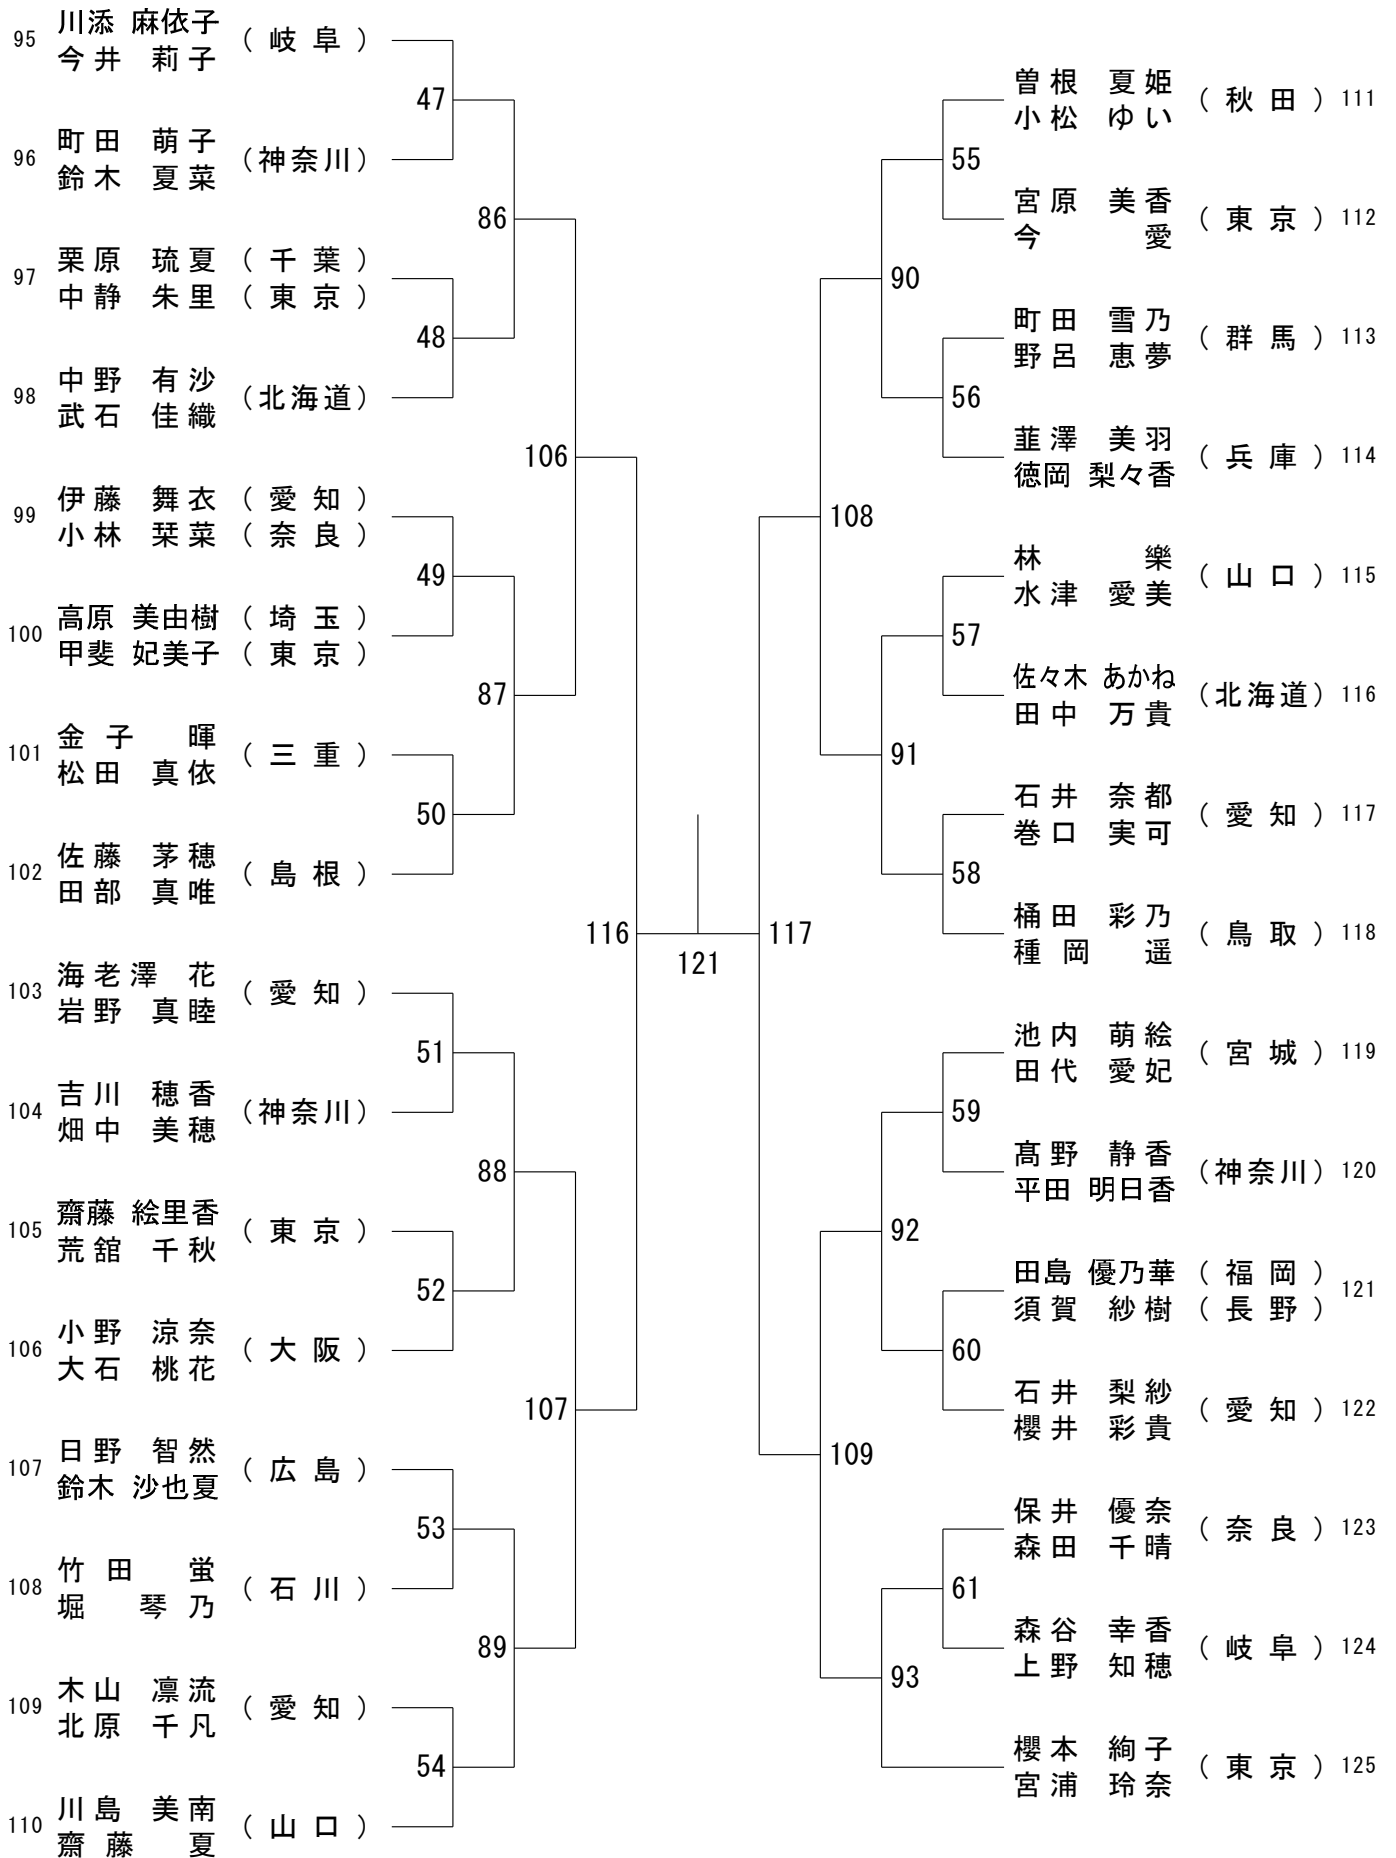 95 川添 麻依子 (岐阜)
今井 莉子
47
96 町田 萌子 (神奈川)
鈴木 夏菜
86
97 栗原 琉夏 (千葉)
中静 朱里 (東京)
48
98 中野 有沙 (北海道)
武石 佳織
106
99 伊藤 舞衣 (愛知)
小林 栞菜 (奈良)
49
100 高原 美由樹 (埼玉)
甲斐 妃美子 (東京)
87
101 金子 暉 (三重)
松田 真依
50
102 佐藤 茅穂 (島根)
田部 真唯
116
103 海老澤 花 (愛知)
岩野 真睦
51
104 吉川 穂香 (神奈川)
畑中 美穂
88
105 齋藤 絵里香 (東京)
荒舘 千秋
52
106 小野 涼奈 (大阪)
大石 桃花
107
107 日野 智然 (広島)
鈴木 沙也夏
53
108 竹田 蛍 (石川)
堀 琴乃
89
109 木山 凛流 (愛知)
北原 千凡
54
110 川島 美南 (山口)
齋藤 夏
121
曽根 夏姫 (秋田) 111
小松 ゆい
55
宮原 美香 (東京) 112
今 愛
90
町田 雪乃 (群馬) 113
野呂 恵夢
56
韮澤 美羽 (兵庫) 114
徳岡 梨々香
108
林 樂 (山口) 115
水津 愛美
57
佐々木 あかね (北海道) 116
田中 万貴
91
石井 奈都 (愛知) 117
巻口 実可
58
桶田 彩乃 (鳥取) 118
種岡 遥
117
池内 萌絵 (宮城) 119
田代 愛妃
59
髙野 静香 (神奈川) 120
平田 明日香
92
田島 優乃華 (福岡) 121
須賀 紗樹 (長野)
60
石井 梨紗 (愛知) 122
櫻井 彩貴
109
保井 優奈 (奈良) 123
森田 千晴
61
森谷 幸香 (岐阜) 124
上野 知穂
93
櫻本 絢子 (東京) 125
宮浦 玲奈